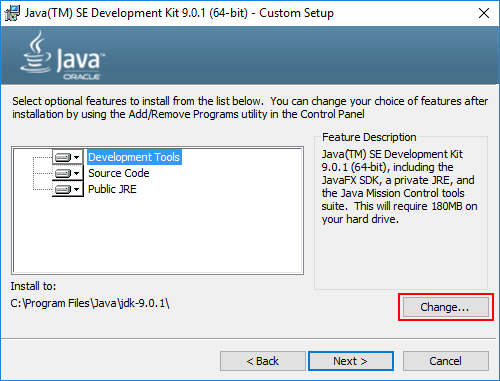 Java(TM) SE Development Kit 9.0.1 (64-bit) - Custom Setup
Java
ORACLE
Select optional features to install from the list below. You can change your choice of features after
installation by using the Add/Remove Programs utility in the Control Panel
Development Tools
Source Code
Public JRE
Feature Description
Java(TM) SE Development Kit
9.0.1 (64-bit), including the
JavaFX SDK, a private JRE, and
the Java Mission Control tools
suite. This will require 180MB on
your hard drive.
Install to:
C:\Program Files\Java\jdk-9.0.1\
Change...
< Back
Next >
Cancel